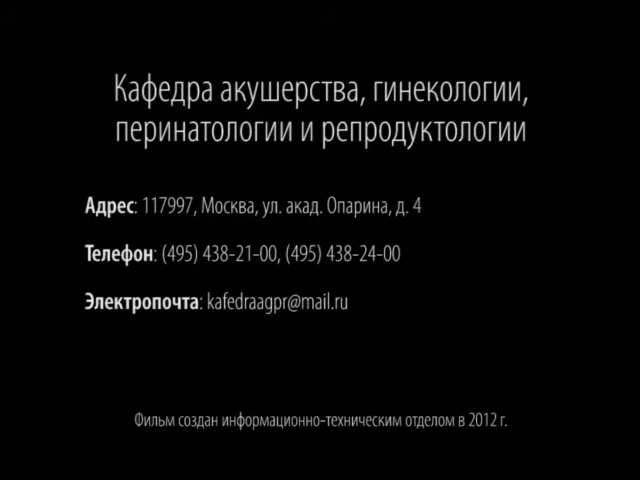 Кафедра акушерства, гинекологии,
перинатологии и репродуктологии
Адрес: 117997, Москва, ул. акад. Опарина, д. 4
Телефон: (495) 438-21-00, (495) 438-24-00
Электропочта: kafedraagpr@mail.ru
Фильм создан информационно-техническим отделом в 2012 г.